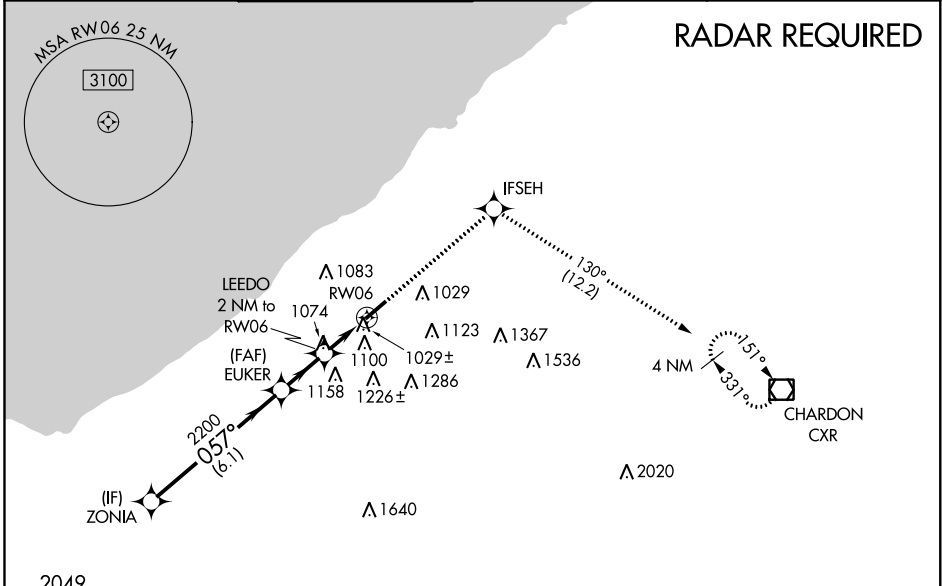 RADAR REQUIRED
MSA RW06 25 NM
3100
IFSEH
130°
(12.2)
LEEDO
2 NM to
RW06
1083
RW06
1029
1074
1123
1367
(FAF)
EUKER
1100
1029±
1536
1158
1226±
1286
4 NM
151°
331°
CHARDON
CXR
2200
057°
(6.1)
(IF)
ZONIA
2020
1640
2049